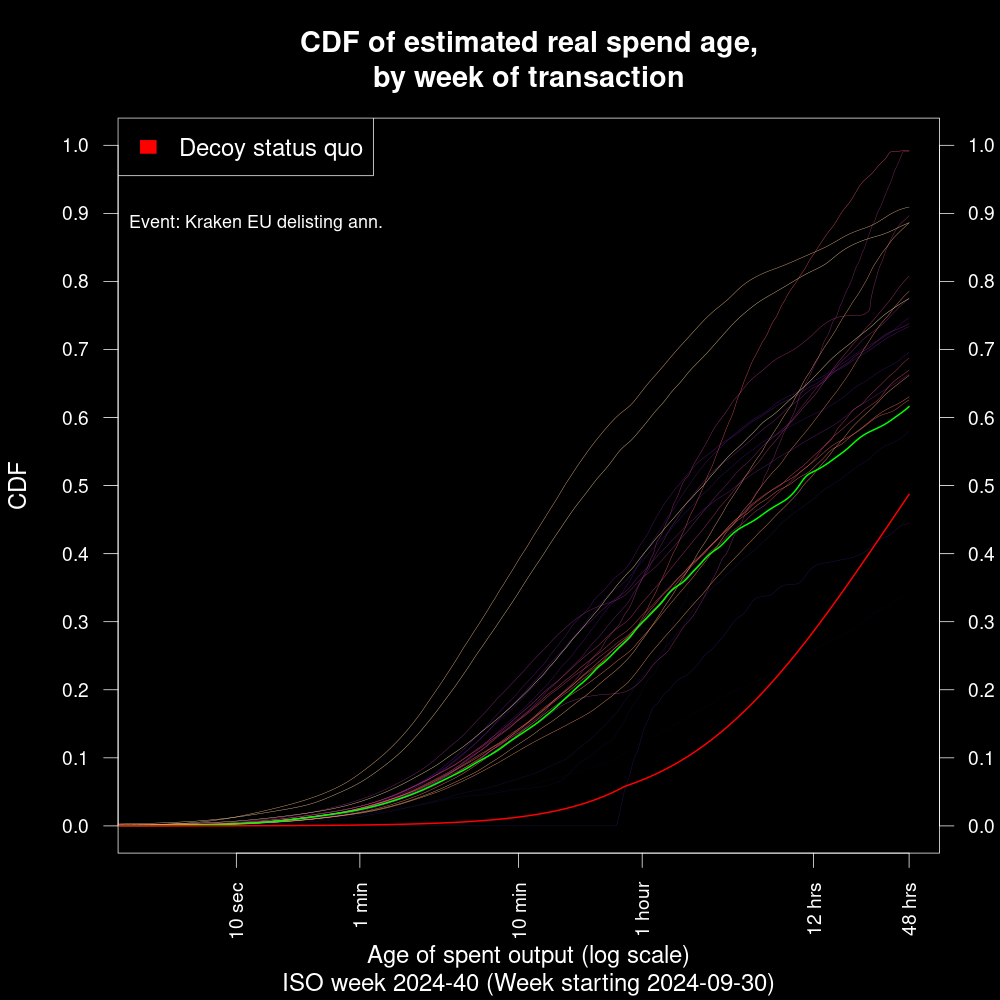 CDF of estimated real spend age,
by week of transaction
Decoy status quo
Event: Kraken EU delisting ann.
CDF
1.0
0.9
0.8
0.7
0.6
0.5
0.4
0.3
0.2
0.1
0.0
1.0
0.9
0.8
0.7
0.6
0.5
0.4
0.3
0.2
0.1
0.0
10 sec
1 min
10 min
1 hour
12 hrs
48 hrs
Age of spent output (log scale)
ISO week 2024-40 (Week starting 2024-09-30)